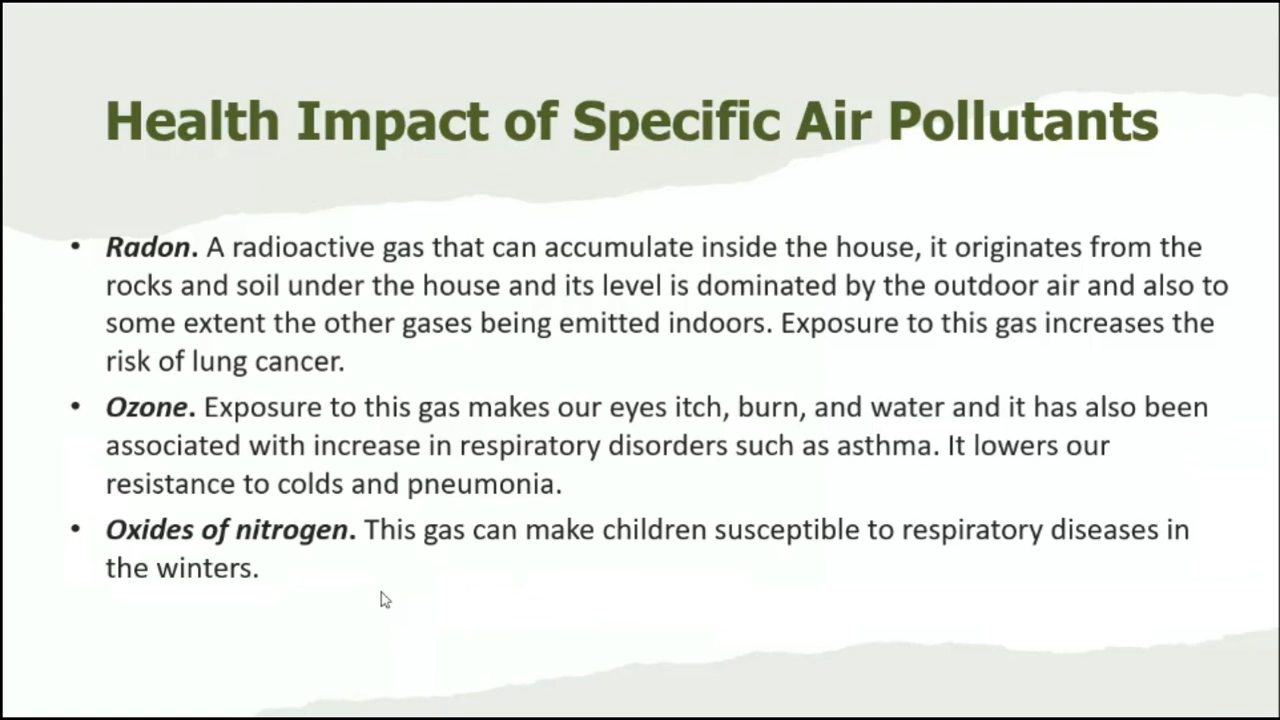 Health Impact of Specific Air Pollutants
• Radon. A radioactive gas that can accumulate inside the house, it originates from the
rocks and soil under the house and its level is dominated by the outdoor air and also to
some extent the other gases being emitted indoors. Exposure to this gas increases the
risk of lung cancer.
• Ozone. Exposure to this gas makes our eyes itch, burn, and water and it has also been
associated with increase in respiratory disorders such as asthma. It lowers our
resistance to colds and pneumonia.
• Oxides of nitrogen. This gas can make children susceptible to respiratory diseases in
the winters.